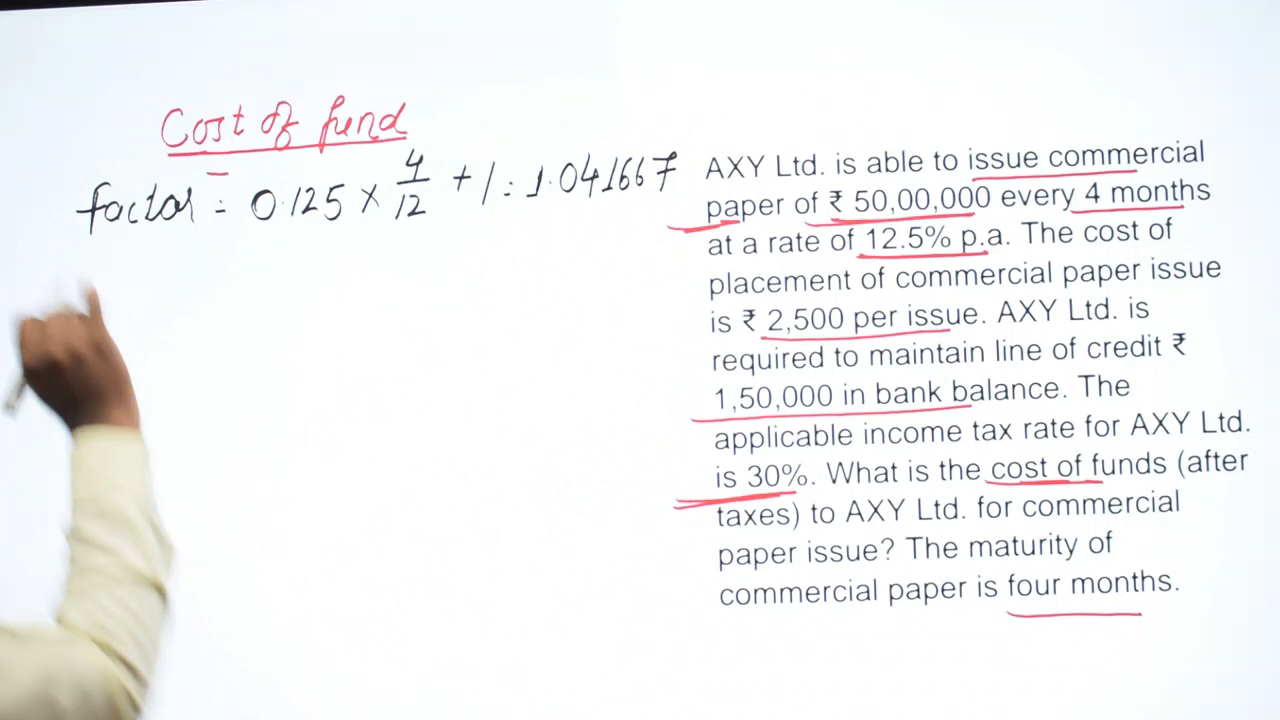 Cost of fund
factor = 0.125 × 4/12 + 1 = 1.041667
AXY Ltd. is able to issue commercial
paper of ₹ 50,00,000 every 4 months
at a rate of 12.5% p.a. The cost of
placement of commercial paper issue
is ₹ 2,500 per issue. AXY Ltd. is
required to maintain line of credit ₹
1,50,000 in bank balance. The
applicable income tax rate for AXY Ltd.
is 30%. What is the cost of funds (after
taxes) to AXY Ltd. for commercial
paper issue? The maturity of
commercial paper is four months.